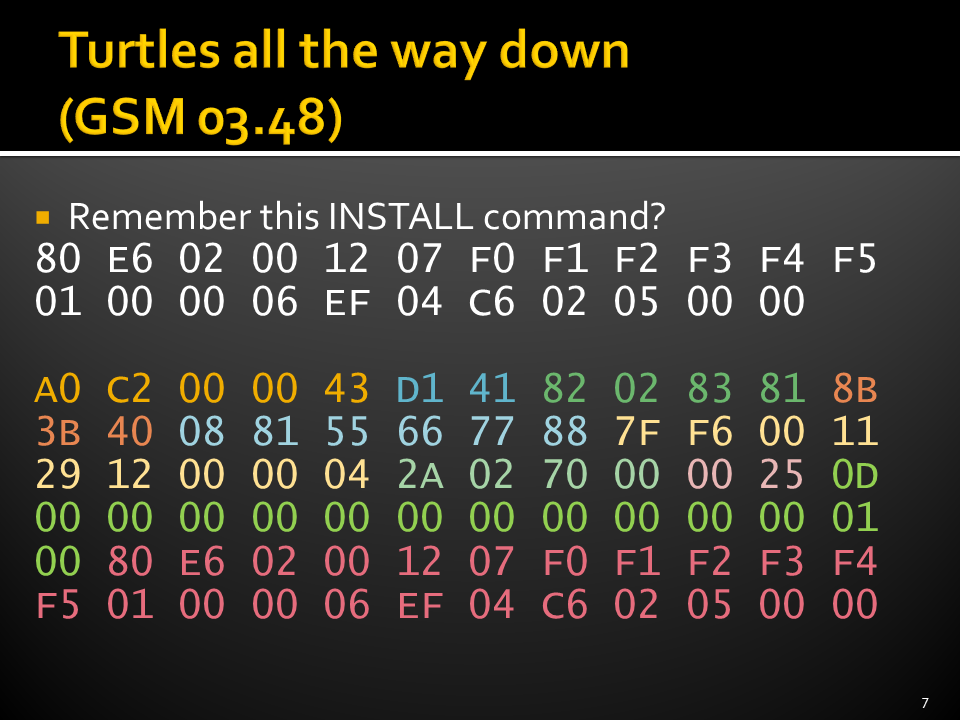 Turtles all the way down
(GSM 03.48)
Remember this INSTALL command?
80 E6 02 00 12 07 F0 F1 F2 F3 F4 F5
01 00 00 06 EF 04 C6 02 05 00 00
A0 C2 00 00 43 D1 41 82 02 83 81 8B
3B 40 08 81 55 66 77 88 7F F6 00 11
29 12 00 00 04 2A 02 70 00 00 25 0D
00 00 00 00 00 00 00 00 00 00 00 01
00 80 E6 02 00 12 07 F0 F1 F2 F3 F4
F5 01 00 00 06 EF 04 C6 02 05 00 00
7